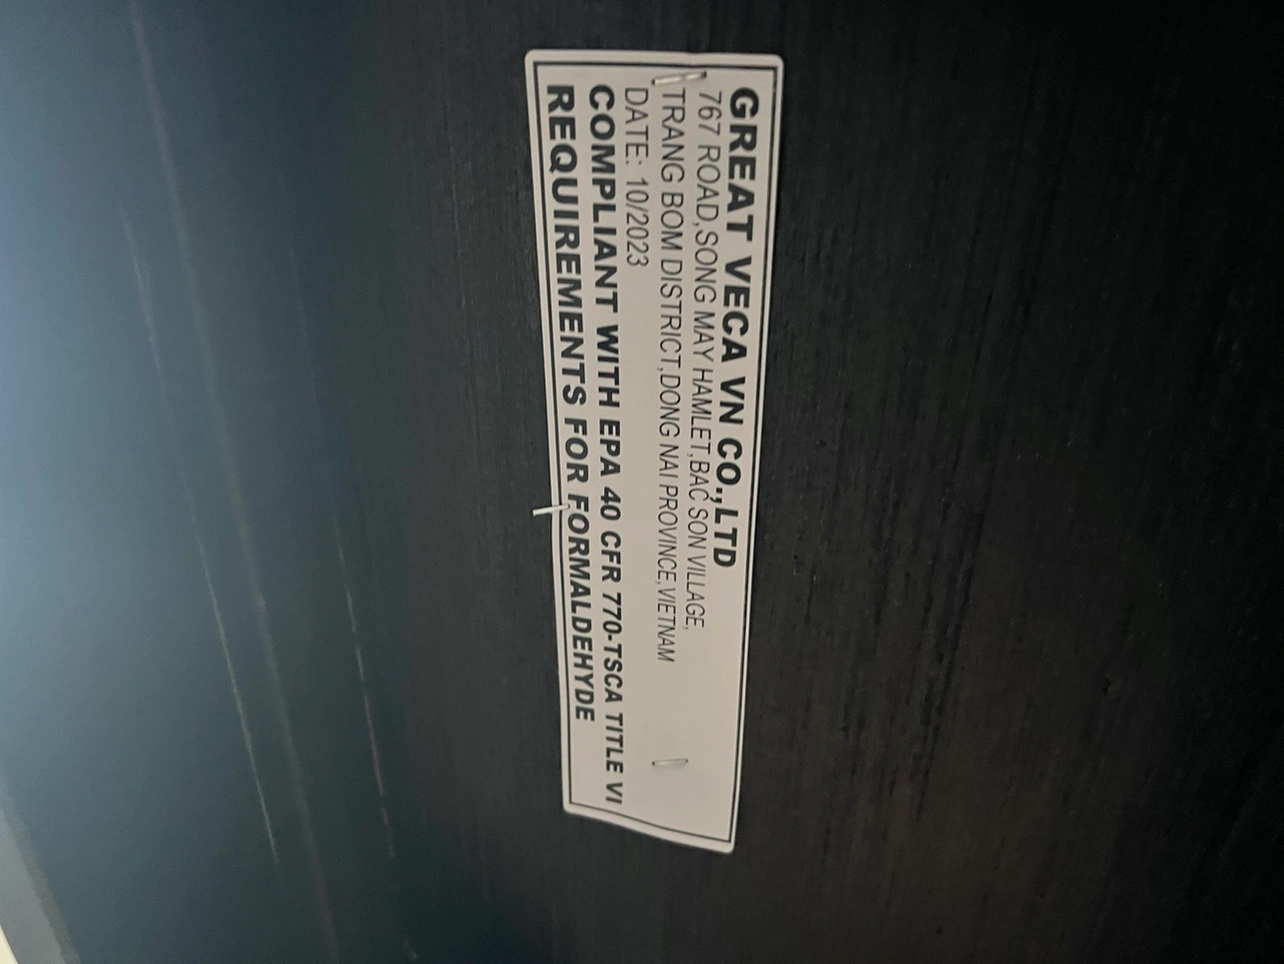 GREAT VECA VN CO.,LTD
767 ROAD,SONG MAY HAMLET,BAC SON VILLAGE,
TRANG BOM DISTRICT,DONG NAI PROVINCE,VIETNAM
DATE: 10/2023
COMPLIANT WITH EPA 40 CFR 770-TSCA TITLE VI
REQUIREMENTS FOR FORMALDEHYDE